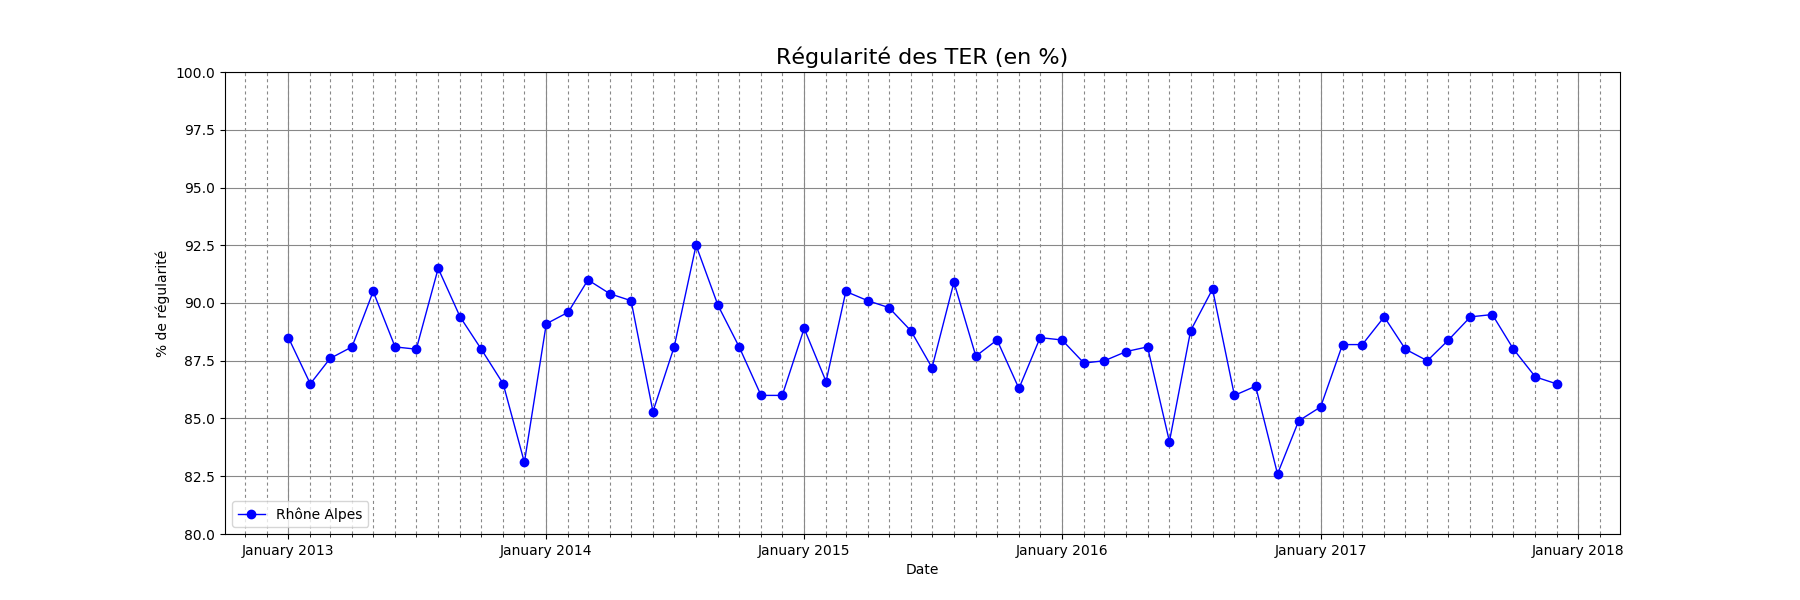 Régularité des TER (en %)
100.0
97.5
95.0
92.5
90.0
87.5
85.0
82.5
80.0
% de régularité
Rhône Alpes
January 2013
January 2014
January 2015
January 2016
January 2017
January 2018
Date